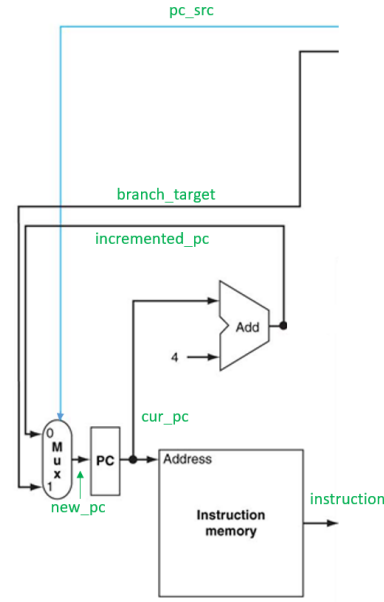 pc_src
branch_target
incremented_pc
Add
4
cur_pc
0
M
u
x
1
PC
new_pc
Address
Instruction
memory
instruction